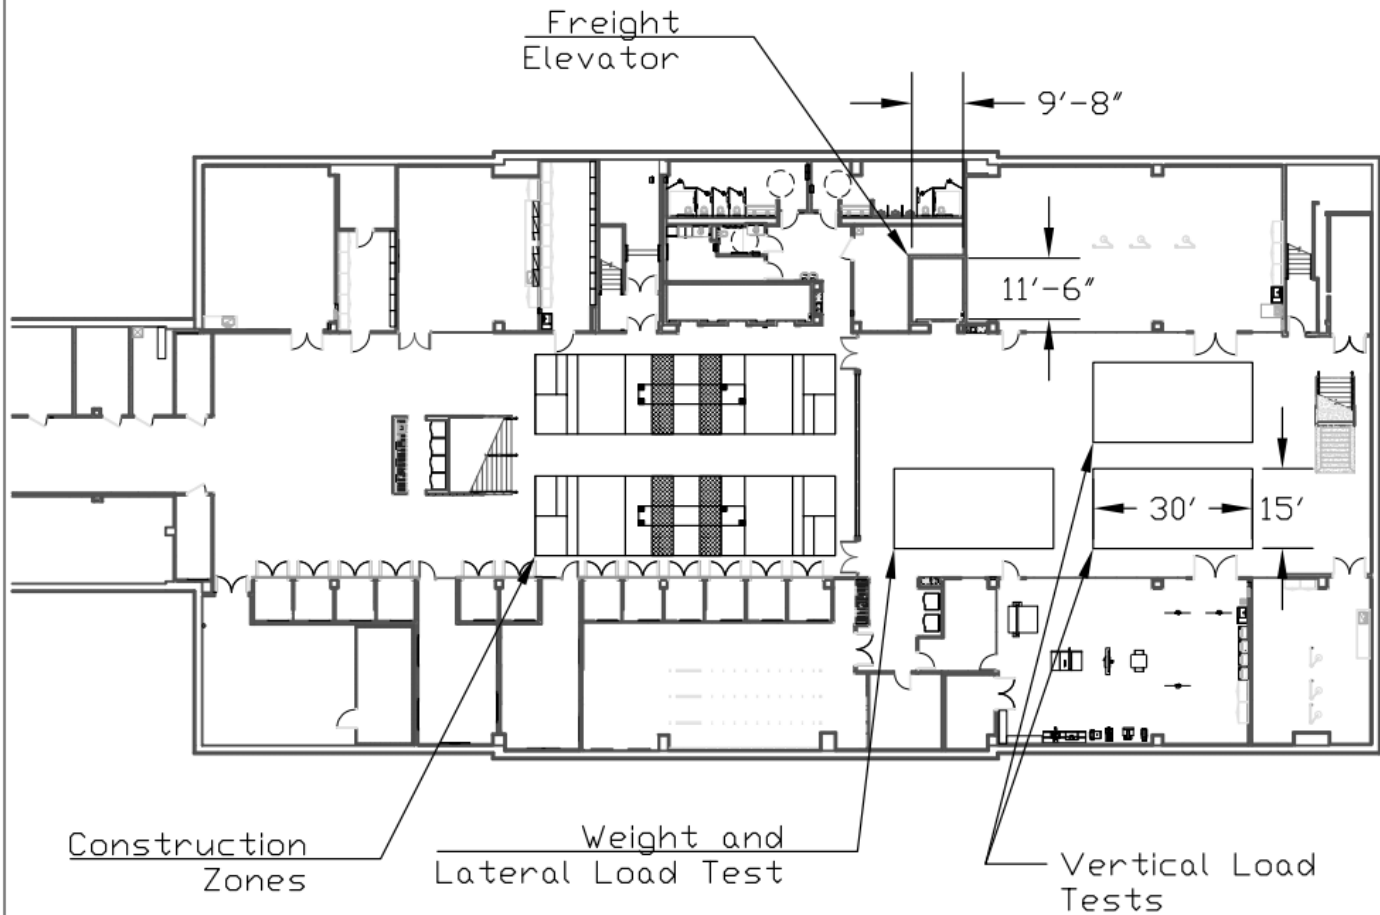 Freight
Elevator
9'-8"
11'-6"
30'
15'
Construction
Zones
Weight and
Lateral Load Test
Vertical Load
Tests